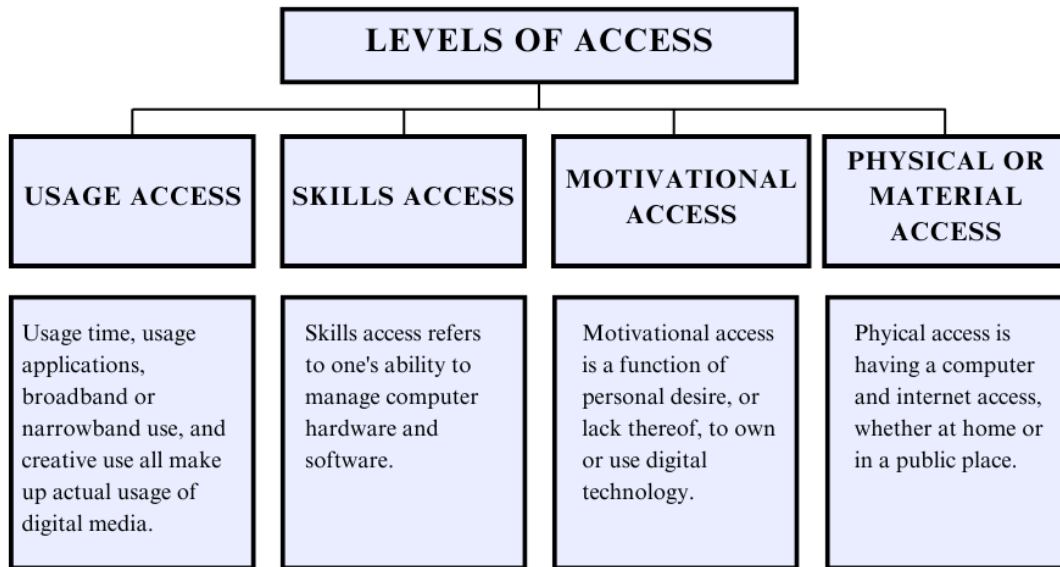 LEVELS OF ACCESS
USAGE ACCESS
SKILLS ACCESS
MOTIVATIONAL
ACCESS
PHYSICAL OR
MATERIAL
ACCESS
Usage time, usage
applications,
broadband or
narrowband use, and
creative use all make
up actual usage of
digital media.
Skills access refers
to one's ability to
manage computer
hardware and
software.
Motivational access
is a function of
personal desire, or
lack thereof, to own
or use digital
technology.
Phyical access is
having a computer
and internet access,
whether at home or
in a public place.